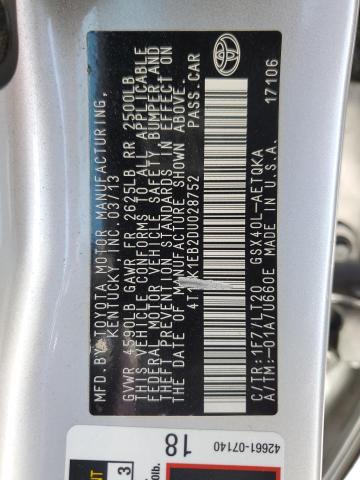 MFD. BY: TOYOTA MOTOR MANUFACTURING,
KENTUCKY, INC. 03/13
GVWR 4590LB GAWR FR 2625LB RR 2500LB
THIS VEHICLE CONFORMS TO ALL APPLICABLE
FEDERAL MOTOR VEHICLE SAFETY, BUMPER AND
THEFT PREVENTION STANDARDS IN EFFECT ON
THE DATE OF MANUFACTURE SHOWN ABOVE.
PASS.CAR
C/TR:1F7/LT20 GSX40L-AETQKA
A/TM:-01A/U660E MADE IN U.S.A.
17106
18
42661-07140
3